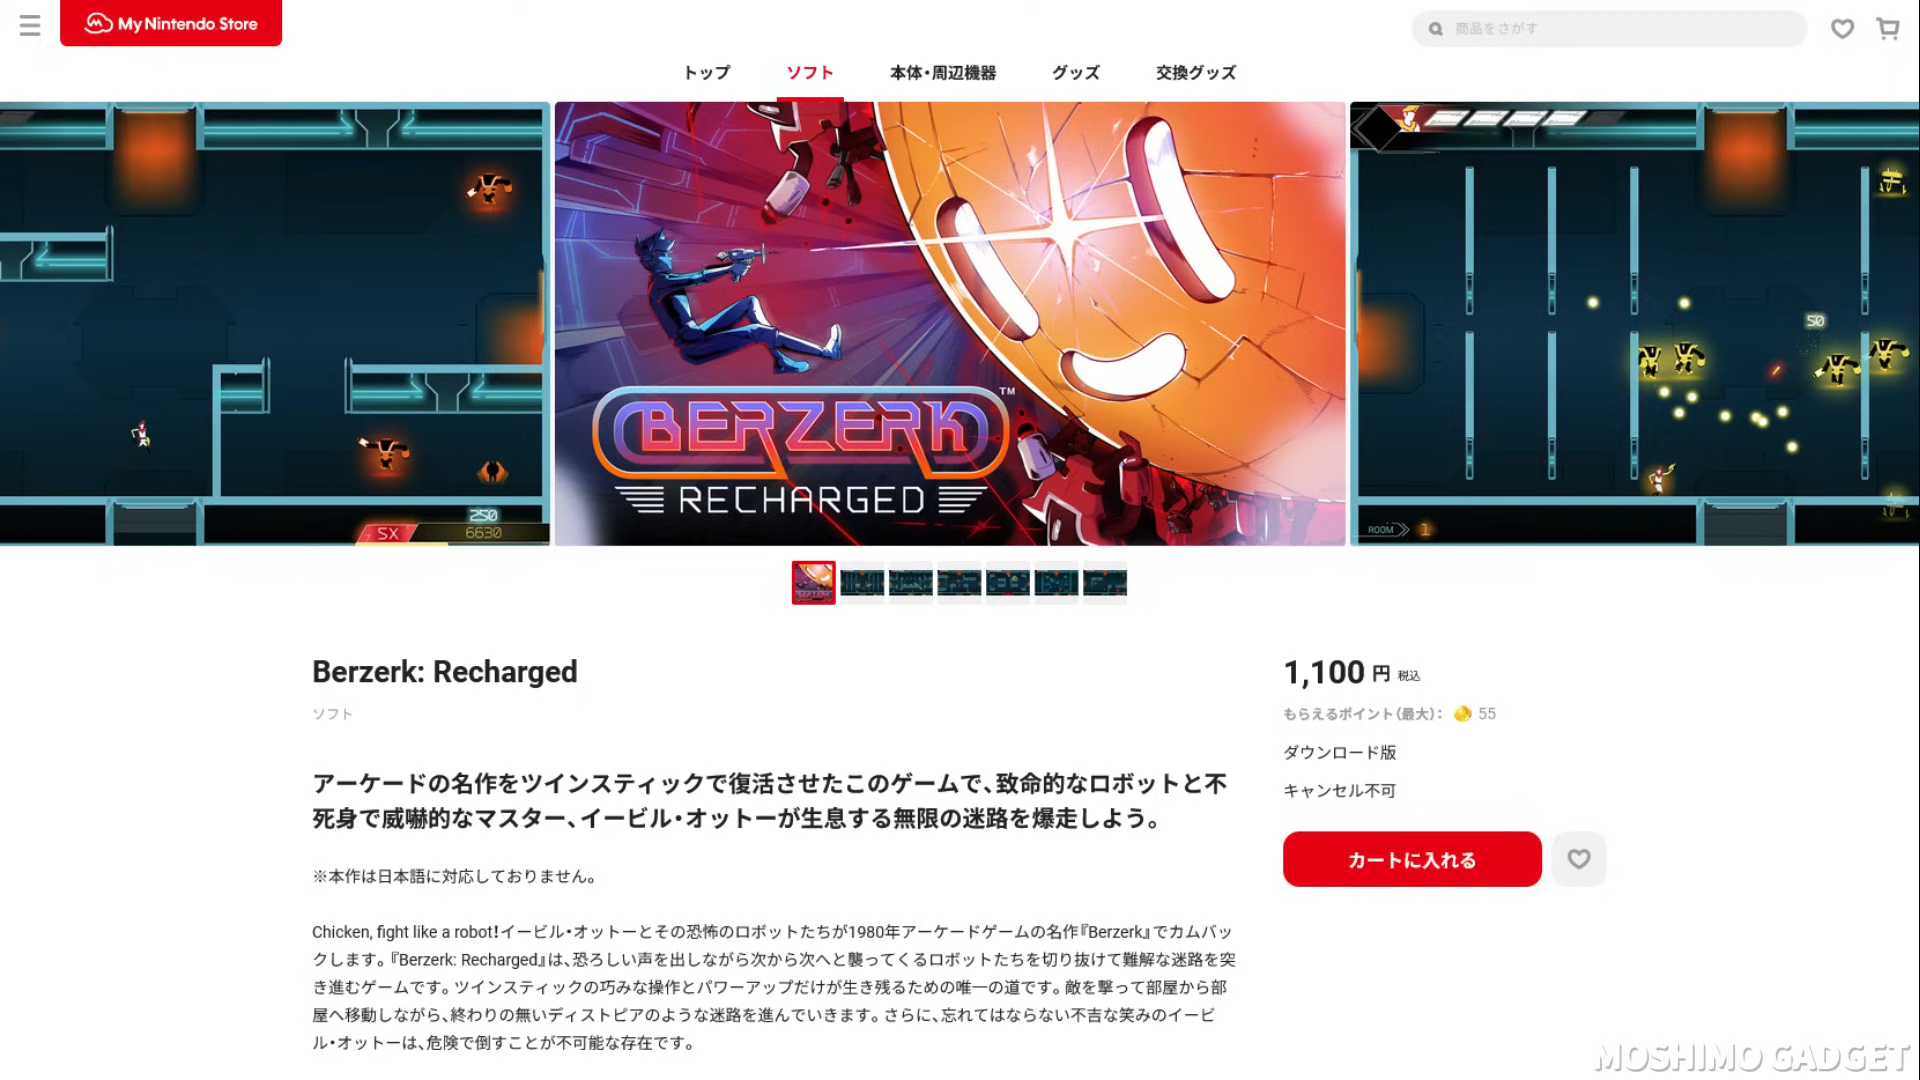 My Nintendo Store
商品をさがす
トップ ソフト 本体・周辺機器 グッズ 交換グッズ
250
5X 6630
BERZERK™
RECHARGED
50
ROOM 1
Berzerk: Recharged
ソフト
アーケードの名作をツインスティックで復活させたこのゲームで、致命的なロボットと不
死身で威嚇的なマスター、イービル・オットーが生息する無限の迷路を爆走しよう。
※本作は日本語に対応しておりません。
Chicken, fight like a robot!イービル・オットーとその恐怖のロボットたちが1980年アーケードゲームの名作『Berzerk』でカムバッ
クします。『Berzerk: Recharged』は、恐ろしい声を出しながら次から次へと襲ってくるロボットたちを切り抜けて難解な迷路を突
き進むゲームです。ツインスティックの巧みな操作とパワーアップだけが生き残るための唯一の道です。敵を撃って部屋から部
屋へ移動しながら、終わりの無いディストピアのような迷路を進んでいきます。さらに、忘れてはならない不吉な笑みのイービ
ル・オットーは、危険で倒すことが不可能な存在です。
1,100 円 税込
もらえるポイント(最大): 55
ダウンロード版
キャンセル不可
カートに入れる
MOSHIMO GADGET